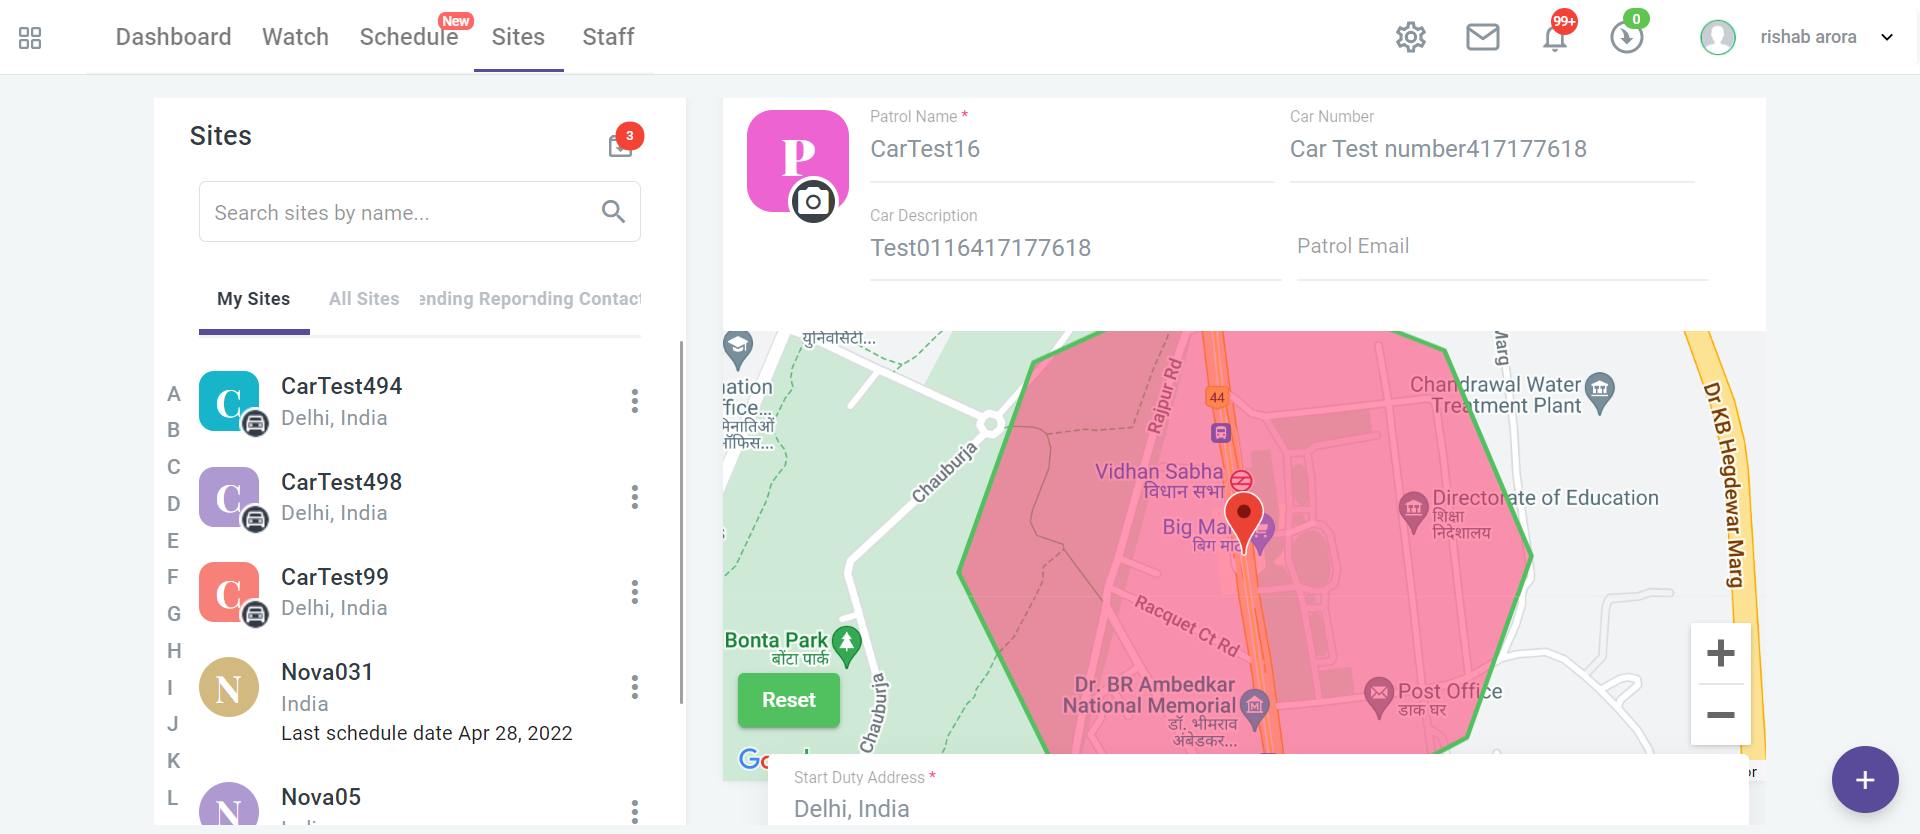 Dashboard
Watch
Schedule
New
Sites
Staff
99+
0
rishab arora
Sites
3
Search sites by name...
My Sites
All Sites
ending Repor
nding Contact
A
B
C
D
E
F
G
H
I
J
K
L
C
CarTest494
Delhi, India
C
CarTest498
Delhi, India
C
CarTest99
Delhi, India
N
Nova031
India
Last schedule date Apr 28, 2022
N
Nova05
P
Patrol Name *
CarTest16
Car Number
Car Test number417177618
Car Description
Test0116417177618
Patrol Email
Rajpur Rd
44
Marg
Chandrawal Water
Treatment Plant
Dr KB Hegdewar Marg
Chauburja
Vidhan Sabha
विधान सभा
Directorate of Education
शिक्षा
निदेशालय
Big Ma
बिग मार्ट
Racquet Ct Rd
Bonta Park
बोंटा पार्क
Reset
Chauburja
Dr. BR Ambedkar
National Memorial
डॉ. भीमराव
अंबेडकर...
Post Office
डाक घर
+
−
Start Duty Address *
Delhi, India
+